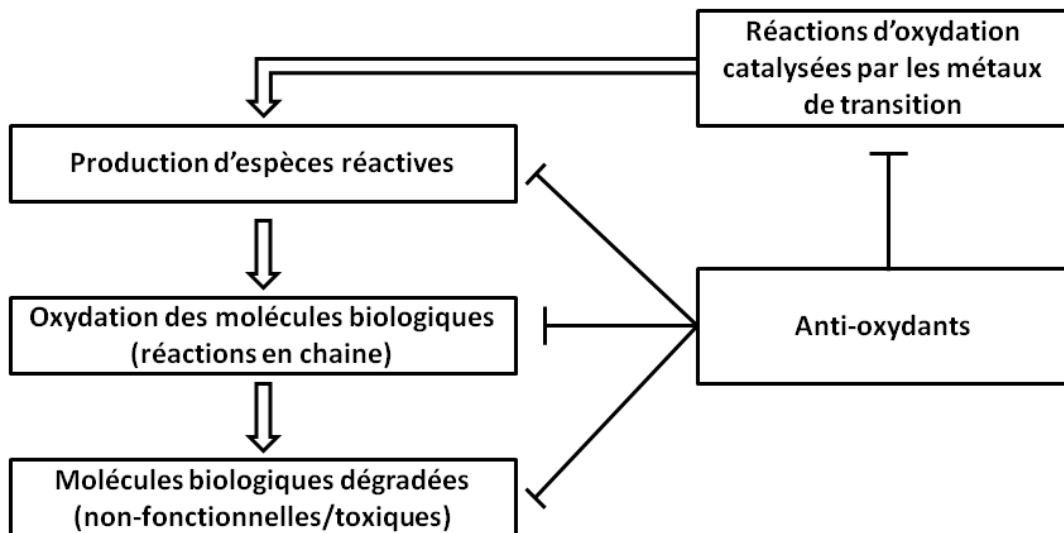 Réactions d’oxydation
catalysées par les métaux
de transition
Production d’espèces réactives
Oxydation des molécules biologiques
(réactions en chaine)
Anti-oxydants
Molécules biologiques dégradées
(non-fonctionnelles/toxiques)